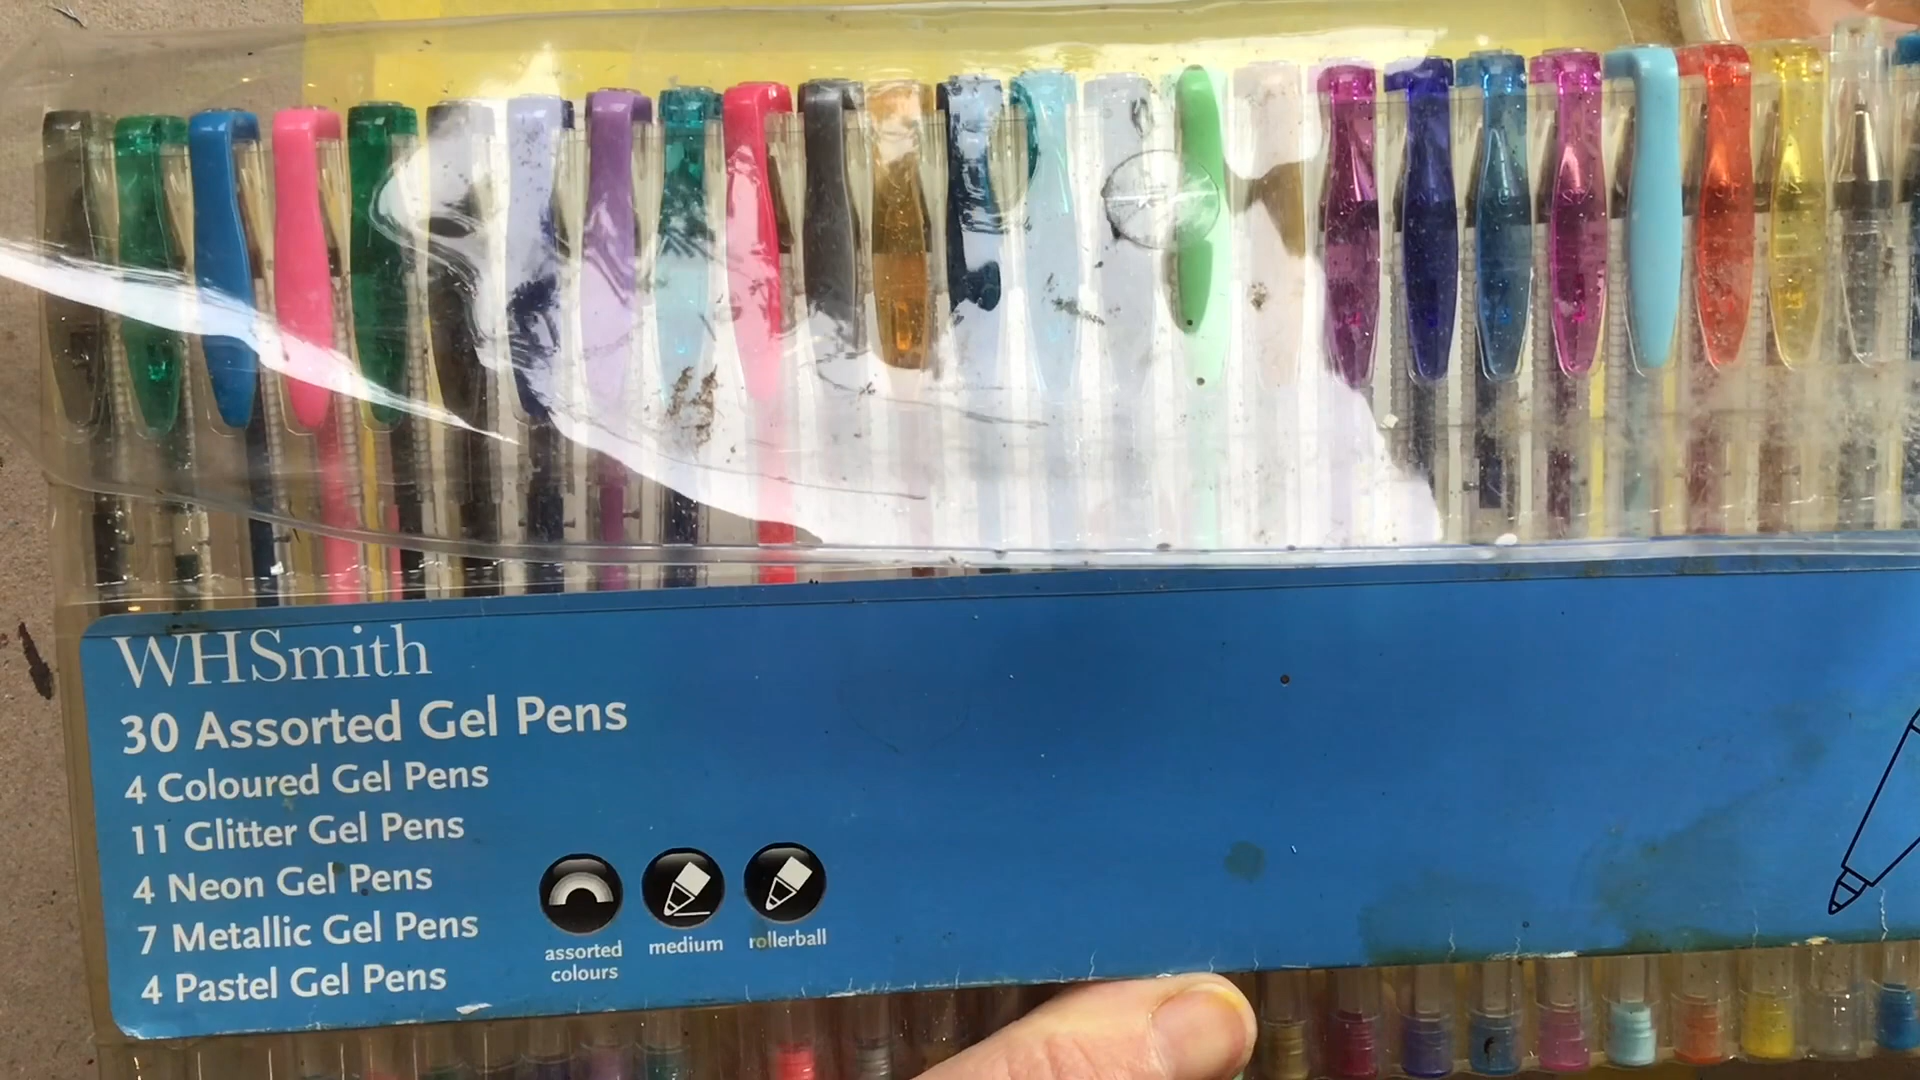 WHSmith
30 Assorted Gel Pens
4 Coloured Gel Pens
11 Glitter Gel Pens
4 Neon Gel Pens
7 Metallic Gel Pens
4 Pastel Gel Pens
assorted
colours
medium
rollerball